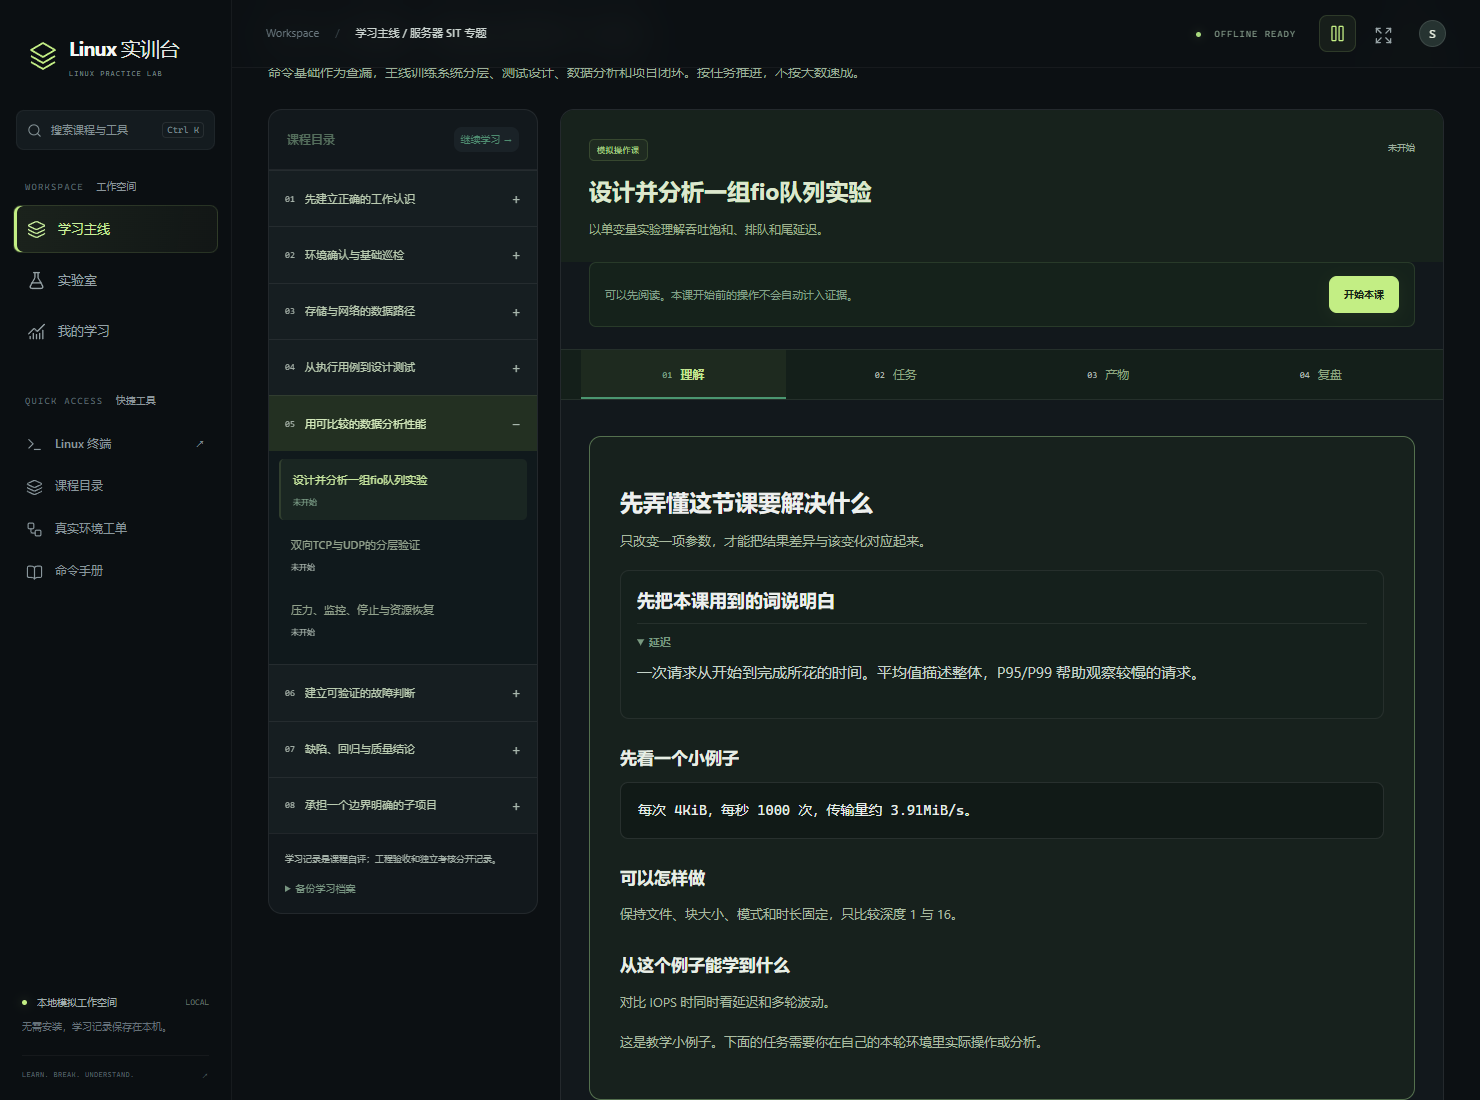 Linux 实训台
LINUX PRACTICE LAB
搜索课程与工具
Ctrl K
WORKSPACE 工作空间
学习主线
实验室
我的学习
QUICK ACCESS 快捷工具
Linux 终端 ↗
课程目录
真实环境工单
命令手册
本地模拟工作空间 LOCAL
无需安装，学习记录保存在本机。
LEARN. BREAK. UNDERSTAND. ↗
Workspace / 学习主线 / 服务器 SIT 专题
OFFLINE READY
S
命令基础作为查漏，主线训练系统分层、测试设计、数据分析和项目闭环。按任务推进，不按天数速成。
课程目录
继续学习 →
01 先建立正确的工作认识 +
02 环境确认与基础巡检 +
03 存储与网络的数据路径 +
04 从执行用例到设计测试 +
05 用可比较的数据分析性能 −
设计并分析一组fio队列实验
未开始
双向TCP与UDP的分层验证
未开始
压力、监控、停止与资源恢复
未开始
06 建立可验证的故障判断 +
07 缺陷、回归与质量结论 +
08 承担一个边界明确的子项目 +
学习记录是课程自评；工程验收和独立考核分开记录。
▶ 备份学习档案
模拟操作课
未开始
设计并分析一组fio队列实验
以单变量实验理解吞吐饱和、排队和尾延迟。
可以先阅读。本课开始前的操作不会自动计入证据。
开始本课
01 理解
02 任务
03 产物
04 复盘
先弄懂这节课要解决什么
只改变一项参数，才能把结果差异与该变化对应起来。
先把本课用到的词说明白
▼ 延迟
一次请求从开始到完成所花的时间。平均值描述整体，P95/P99 帮助观察较慢的请求。
先看一个小例子
每次 4KiB，每秒 1000 次，传输量约 3.91MiB/s。
可以怎样做
保持文件、块大小、模式和时长固定，只比较深度 1 与 16。
从这个例子能学到什么
对比 IOPS 时同时看延迟和多轮波动。
这是教学小例子。下面的任务需要你在自己的本轮环境里实际操作或分析。